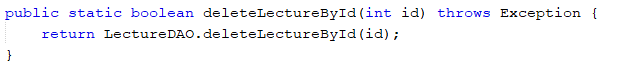 public static boolean deleteLectureById(int id) throws Exception {
    return LectureDAO.deleteLectureById(id);
}